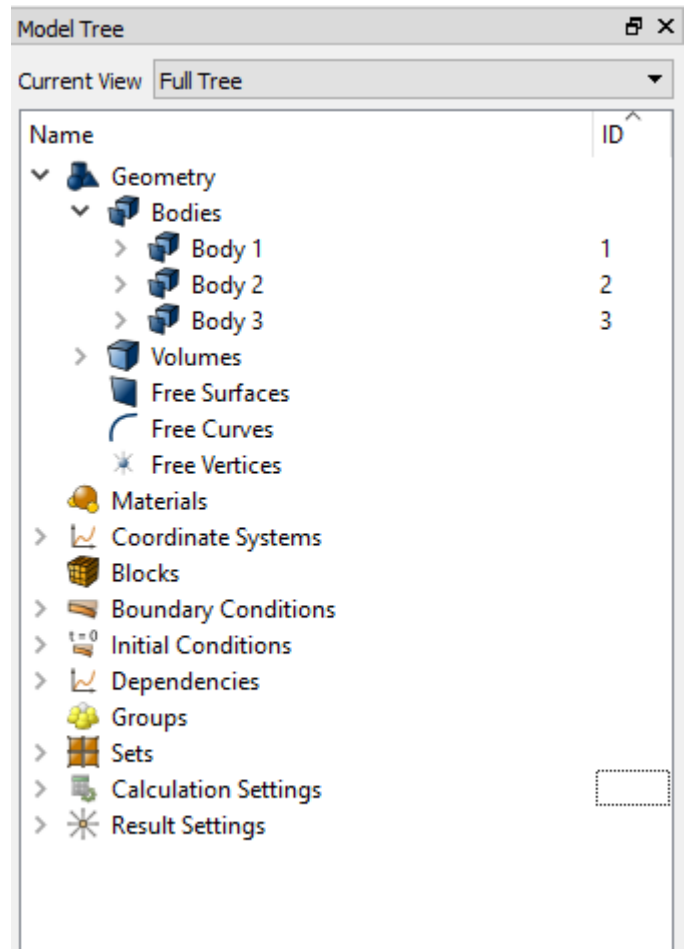 Model Tree
Current View Full Tree
Name ID
Geometry
Bodies
Body 1 1
Body 2 2
Body 3 3
Volumes
Free Surfaces
Free Curves
Free Vertices
Materials
Coordinate Systems
Blocks
Boundary Conditions
t=0 Initial Conditions
Dependencies
Groups
Sets
Calculation Settings
Result Settings